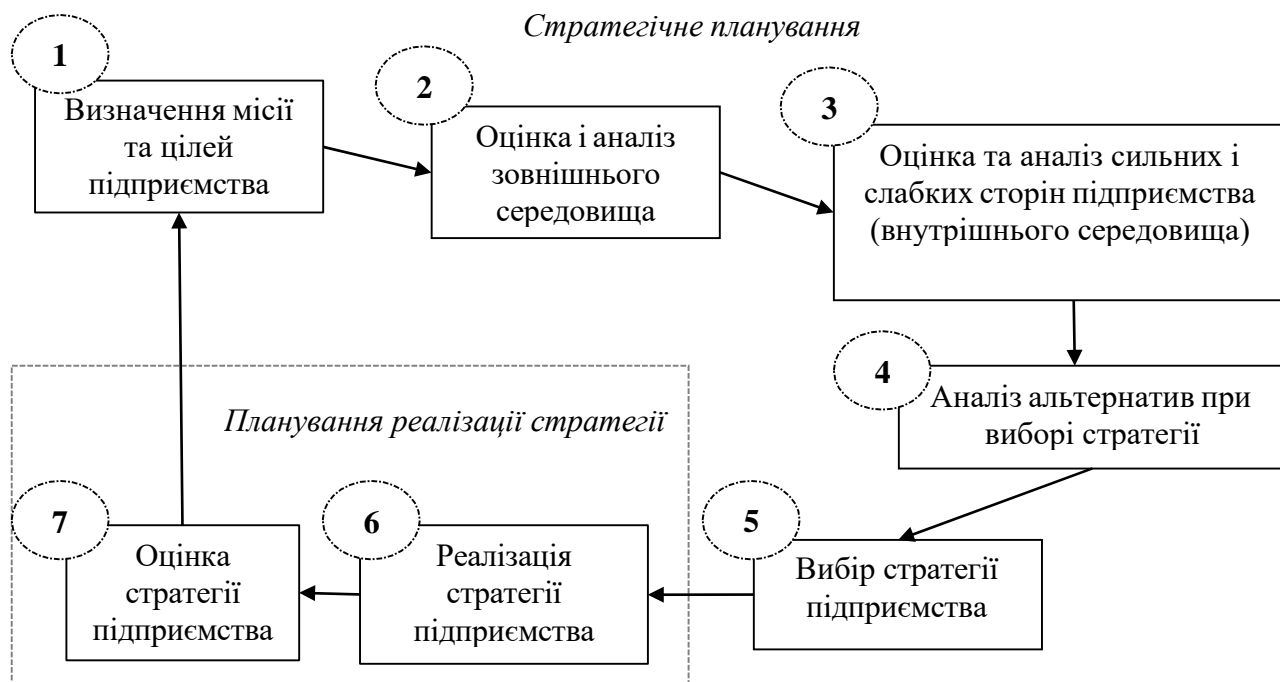 Стратегічне планування
1
Визначення місії
та цілей
підприємства
2
Оцінка і аналіз
зовнішнього
середовища
3
Оцінка та аналіз сильних і
слабких сторін підприємства
(внутрішнього середовища)
4
Аналіз альтернатив при
виборі стратегії
5
Вибір стратегії
підприємства
Планування реалізації стратегії
6
Реалізація
стратегії
підприємства
7
Оцінка
стратегії
підприємства